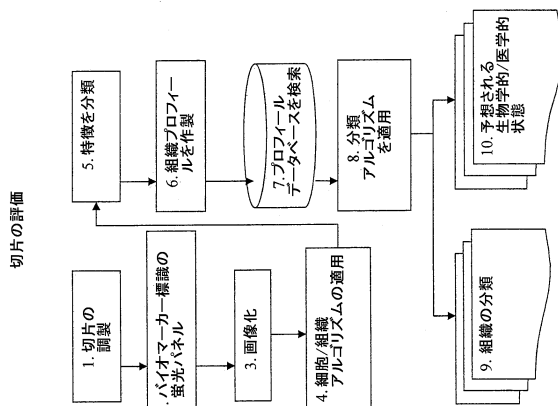 切片の評価
1. 切片の
調製
. バイオマーカー標識の
蛍光パネル
3. 画像化
4. 細胞/組織
アルゴリズムの適用
5. 特徴を分類
6. 組織プロフィー
ルを作製
7. プロフィール
データベースを検索
8. 分類
アルゴリズム
を適用
9. 組織の分類
10. 予想される
生物学的/医学的
状態